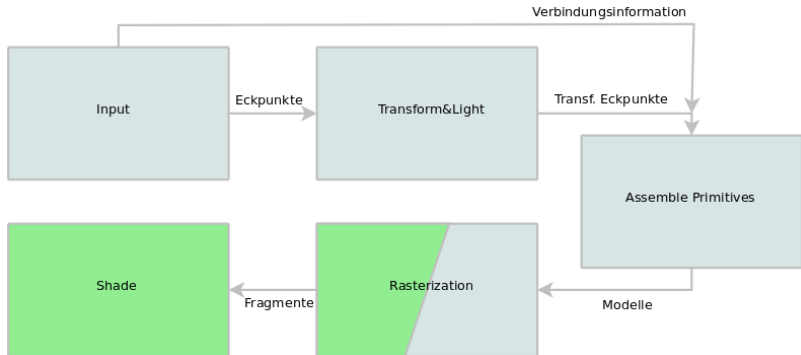 Verbindungsinformation
Input
Eckpunkte
Transform&Light
Transf. Eckpunkte
Assemble Primitives
Shade
Fragmente
Rasterization
Modelle